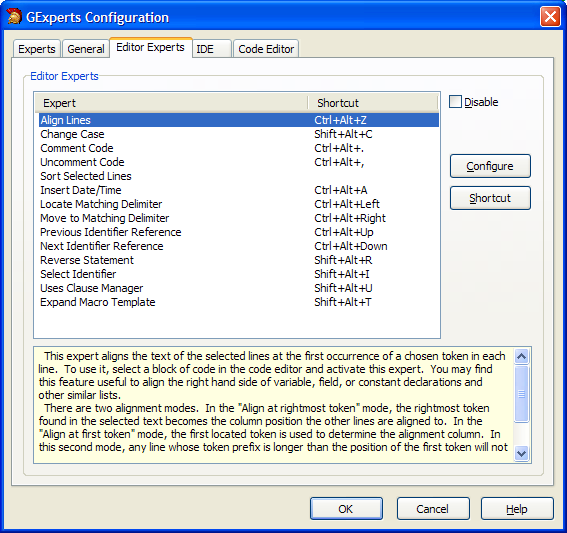 GExperts Configuration
Experts General Editor Experts IDE Code Editor
Editor Experts
Expert Shortcut
Disable
Align Lines Ctrl+Alt+Z
Change Case Shift+Alt+C
Comment Code Ctrl+Alt+.
Uncomment Code Ctrl+Alt+,
Sort Selected Lines
Insert Date/Time Ctrl+Alt+A
Locate Matching Delimiter Ctrl+Alt+Left
Move to Matching Delimiter Ctrl+Alt+Right
Previous Identifier Reference Ctrl+Alt+Up
Next Identifier Reference Ctrl+Alt+Down
Reverse Statement Shift+Alt+R
Select Identifier Shift+Alt+I
Uses Clause Manager Shift+Alt+U
Expand Macro Template Shift+Alt+T
Configure
Shortcut
This expert aligns the text of the selected lines at the first occurrence of a chosen token in each
line. To use it, select a block of code in the code editor and activate this expert. You may find
this feature useful to align the right hand side of variable, field, or constant declarations and
other similar lists.
There are two alignment modes. In the "Align at rightmost token" mode, the rightmost token
found in the selected text becomes the column position the other lines are aligned to. In the
"Align at first token" mode, the first located token is used to determine the alignment column. In
this second mode, any line whose token prefix is longer than the position of the first token will not
OK Cancel Help